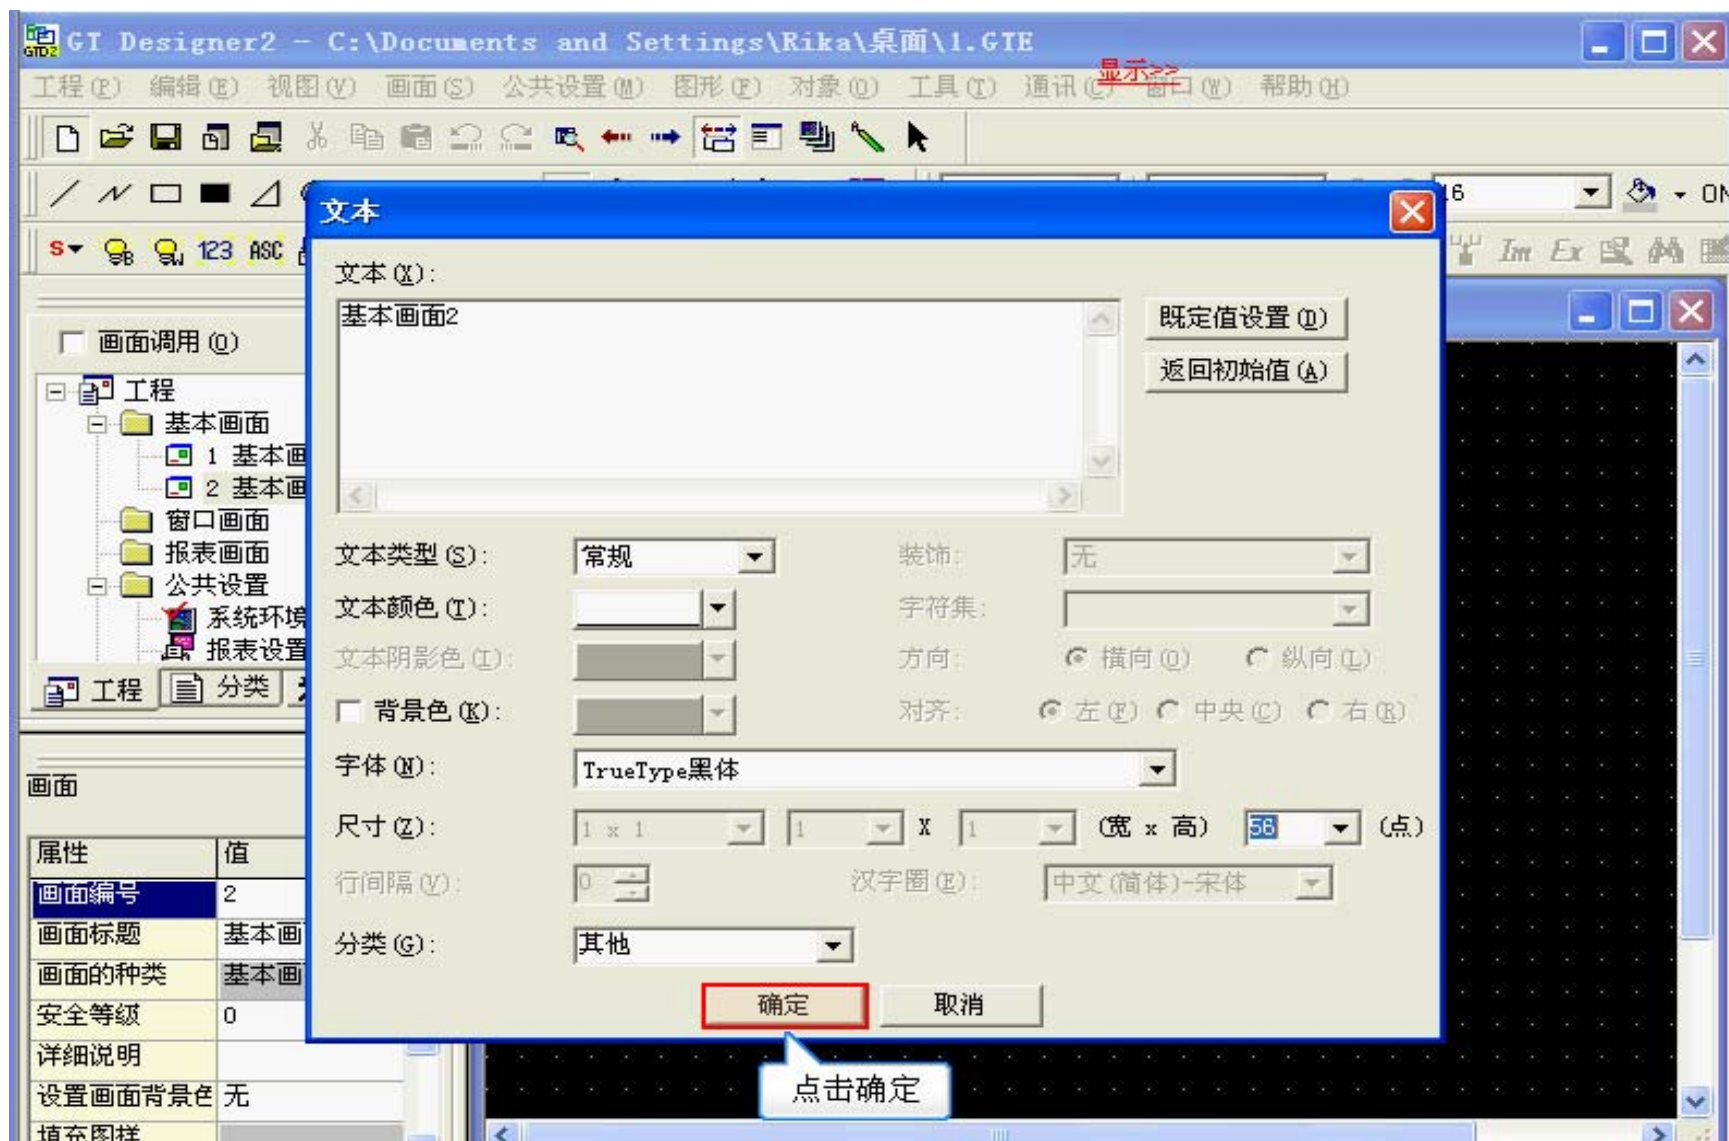 GT Designer2 - C:\Documents and Settings\Rika\桌面\1.GTE
工程(P) 编辑(E) 视图(V) 画面(S) 公共设置(M) 图形(F) 对象(O) 工具(T) 通讯(C) 窗口(W) 帮助(H)
显示>>
16 ON
S 123 ASC Im Ex
文本
文本(X):
基本画面2
既定值设置(D)
返回初始值(A)
画面调用(O)
工程
基本画面
1 基本画
2 基本画
窗口画面
报表画面
公共设置
系统环境
报表设置
工程 分类
文本类型(S): 常规 装饰: 无
文本颜色(T): 字符集:
文本阴影色(I): 方向: 横向(O) 纵向(L)
背景色(K): 对齐: 左(F) 中央(C) 右(R)
字体(N): TrueType黑体
尺寸(Z): 1 x 1 1 X 1 (宽 x 高) 56 (点)
行间隔(V): 0 汉字圈(E): 中文(简体)-宋体
分类(G): 其他
确定 取消
点击确定
画面
属性 值
画面编号 2
画面标题 基本画
画面的种类 基本画
安全等级 0
详细说明
设置画面背景色 无
填充图样